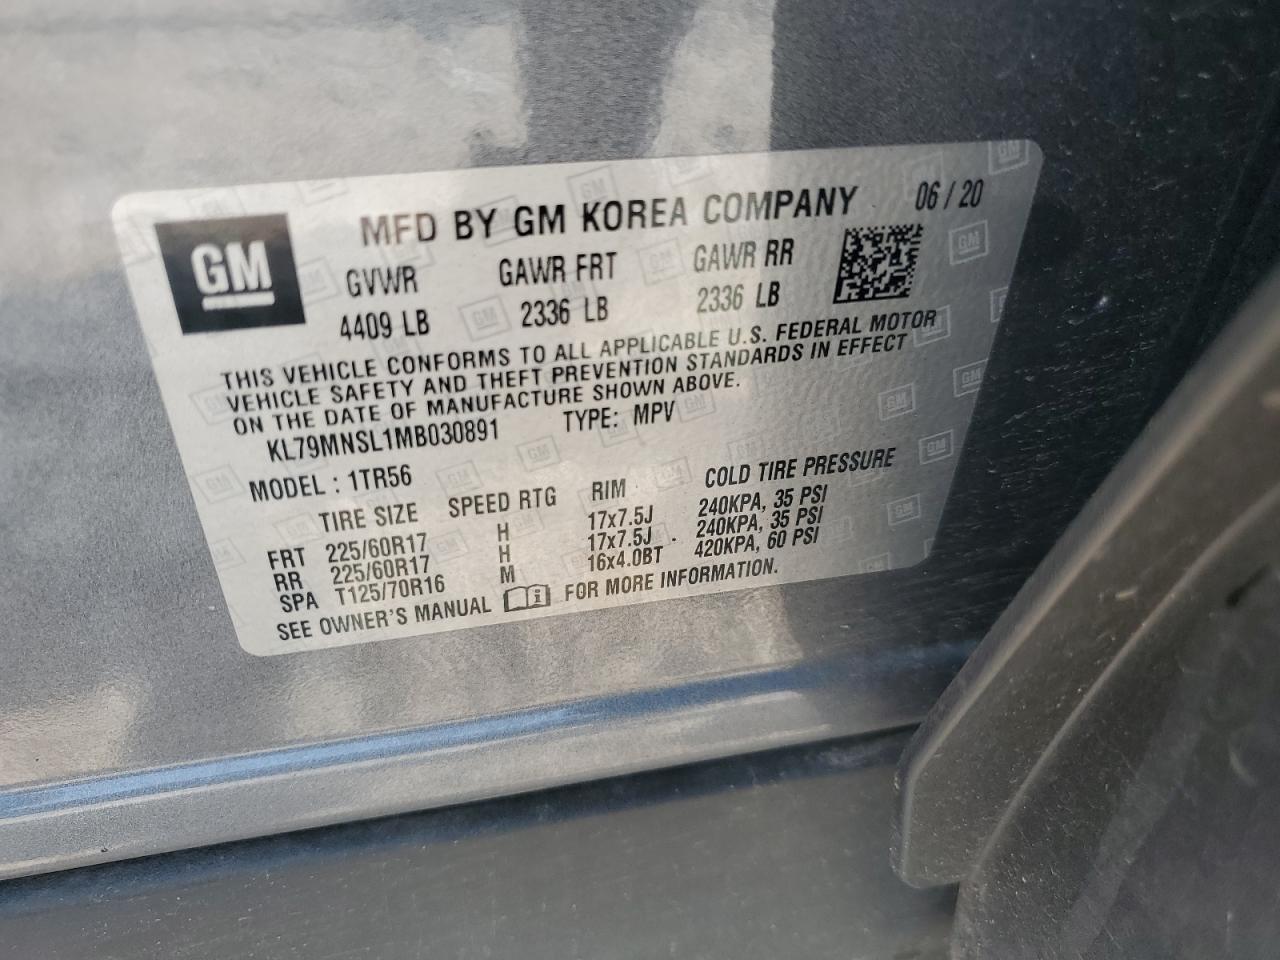 GM
MFD BY GM KOREA COMPANY 06/20
GVWR GAWR FRT GAWR RR
4409 LB 2336 LB 2336 LB
THIS VEHICLE CONFORMS TO ALL APPLICABLE U.S. FEDERAL MOTOR
VEHICLE SAFETY AND THEFT PREVENTION STANDARDS IN EFFECT
ON THE DATE OF MANUFACTURE SHOWN ABOVE.
KL79MNSL1MB030891 TYPE: MPV
MODEL : 1TR56
TIRE SIZE SPEED RTG RIM COLD TIRE PRESSURE
FRT 225/60R17 H 17x7.5J 240KPA, 35 PSI
RR 225/60R17 H 17x7.5J 240KPA, 35 PSI
SPA T125/70R16 M 16x4.0BT 420KPA, 60 PSI
SEE OWNER'S MANUAL i FOR MORE INFORMATION.